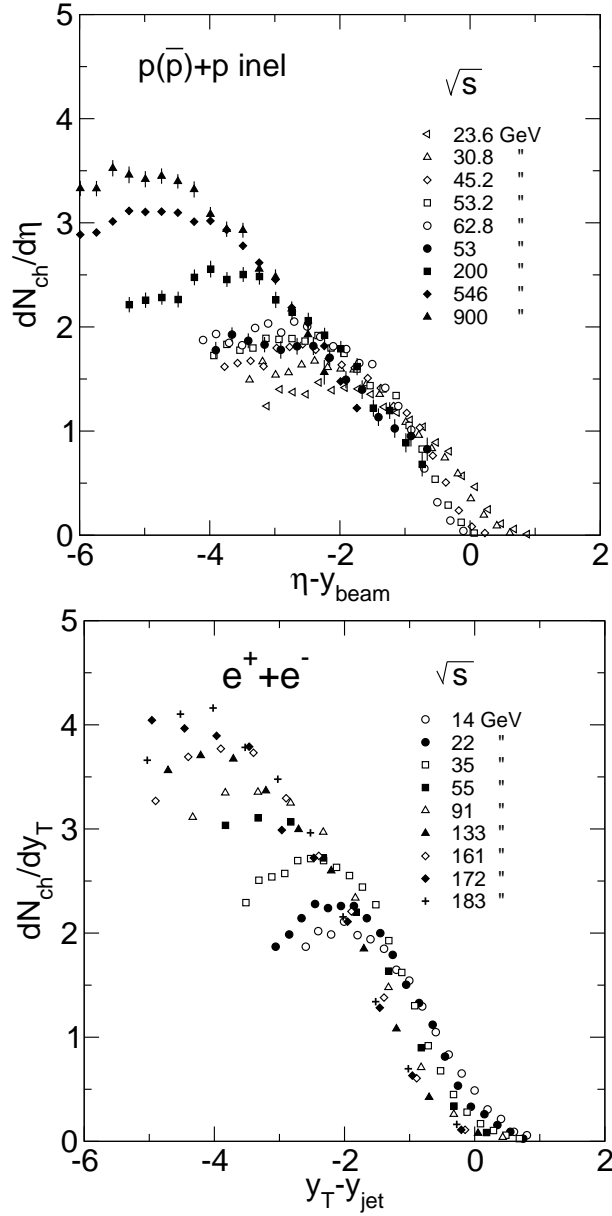 5
4
3
2
1
0
dN_ch/dη
p(p̄)+p inel
√s
23.6 GeV
30.8 "
45.2 "
53.2 "
62.8 "
53 "
200 "
546 "
900 "
-6 -4 -2 0 2
η-y_beam
5
4
3
2
1
0
dN_ch/dy_T
e^+ + e^-
√s
14 GeV
22 "
35 "
55 "
91 "
133 "
161 "
172 "
183 "
-6 -4 -2 0 2
y_T-y_jet